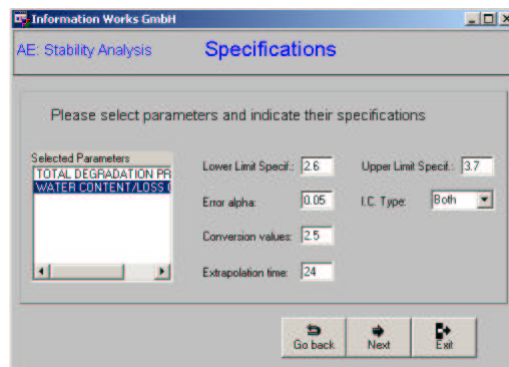 Information Works GmbH
AE: Stability Analysis
Specifications
Please select parameters and indicate their specifications
Selected Parameters
TOTAL DEGRADATION PR
WATER CONTENT/LOSS (
Lower Limit Specif.: 2.6
Upper Limit Specif.: 3.7
Error alpha: 0.05
I.C. Type: Both
Conversion values: 2.5
Extrapolation time: 24
Go back
Next
Exit